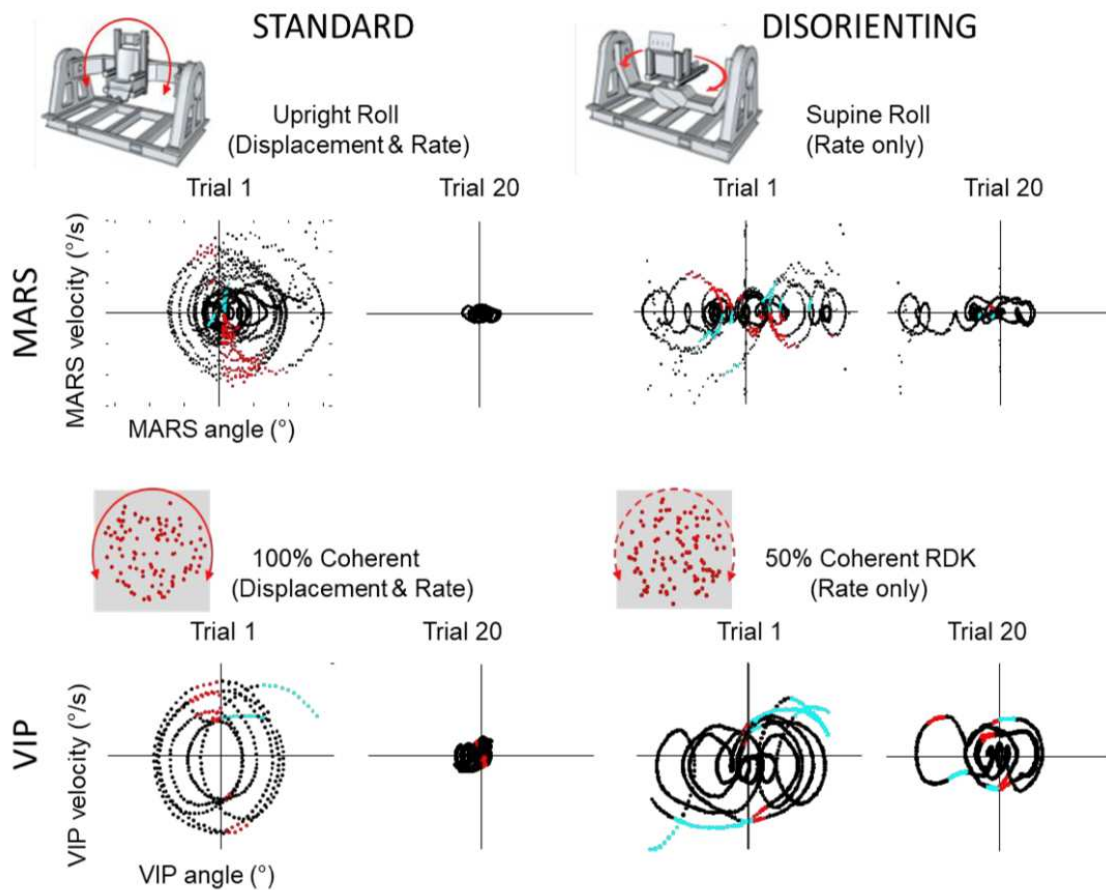 STANDARD
DISORIENTING
Upright Roll
(Displacement & Rate)
Supine Roll
(Rate only)
Trial 1
Trial 20
Trial 1
Trial 20
MARS
MARS velocity (°/s)
MARS angle (°)
100% Coherent
(Displacement & Rate)
50% Coherent RDK
(Rate only)
Trial 1
Trial 20
Trial 1
Trial 20
VIP
VIP velocity (°/s)
VIP angle (°)